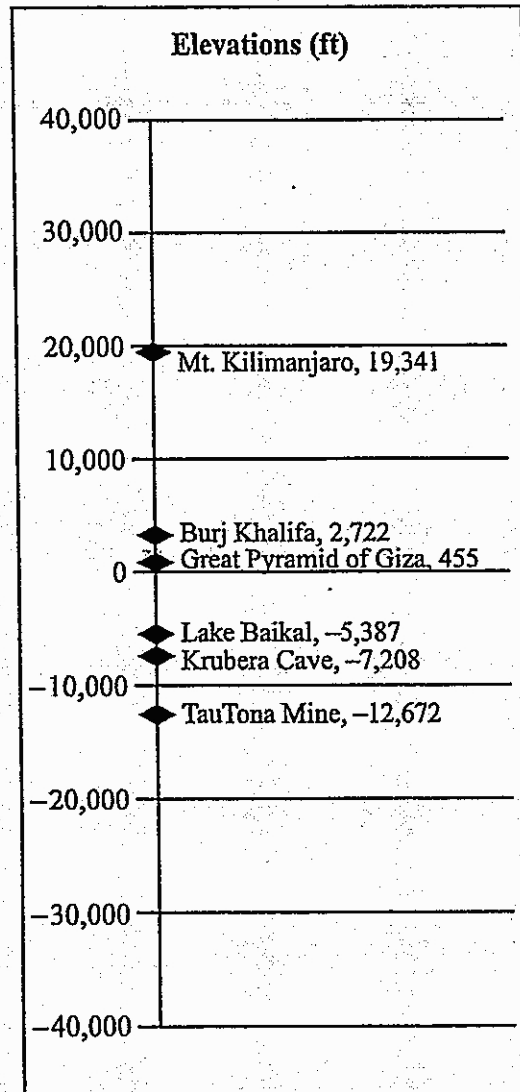 Elevations (ft)
40,000
30,000
20,000
Mt. Kilimanjaro, 19,341
10,000
Burj Khalifa, 2,722
Great Pyramid of Giza, 455
0
Lake Baikal, –5,387
Krubera Cave, –7,208
–10,000
TauTona Mine, –12,672
–20,000
–30,000
–40,000